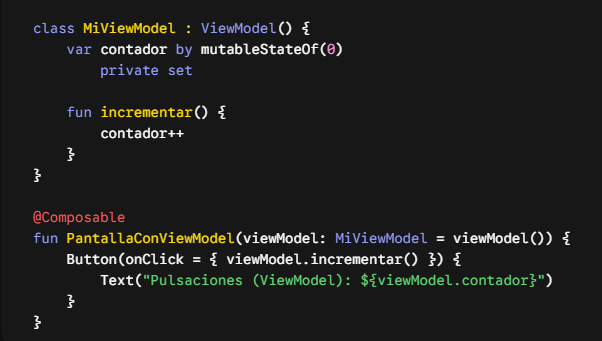 class MiViewModel : ViewModel() {
    var contador by mutableStateOf(0)
        private set

    fun incrementar() {
        contador++
    }
}

@Composable
fun PantallaConViewModel(viewModel: MiViewModel = viewModel()) {
    Button(onClick = { viewModel.incrementar() }) {
        Text("Pulsaciones (ViewModel): ${viewModel.contador}")
    }
}